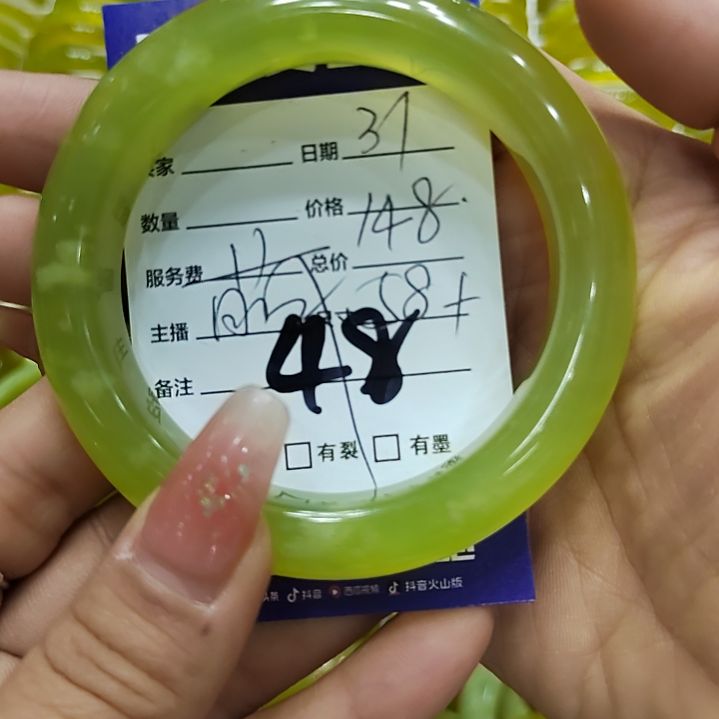 家 日期 31
数量 价格 148
服务费 总价
主播 58+
48
备注
有裂 有墨
抖音 西瓜视频 抖音火山版